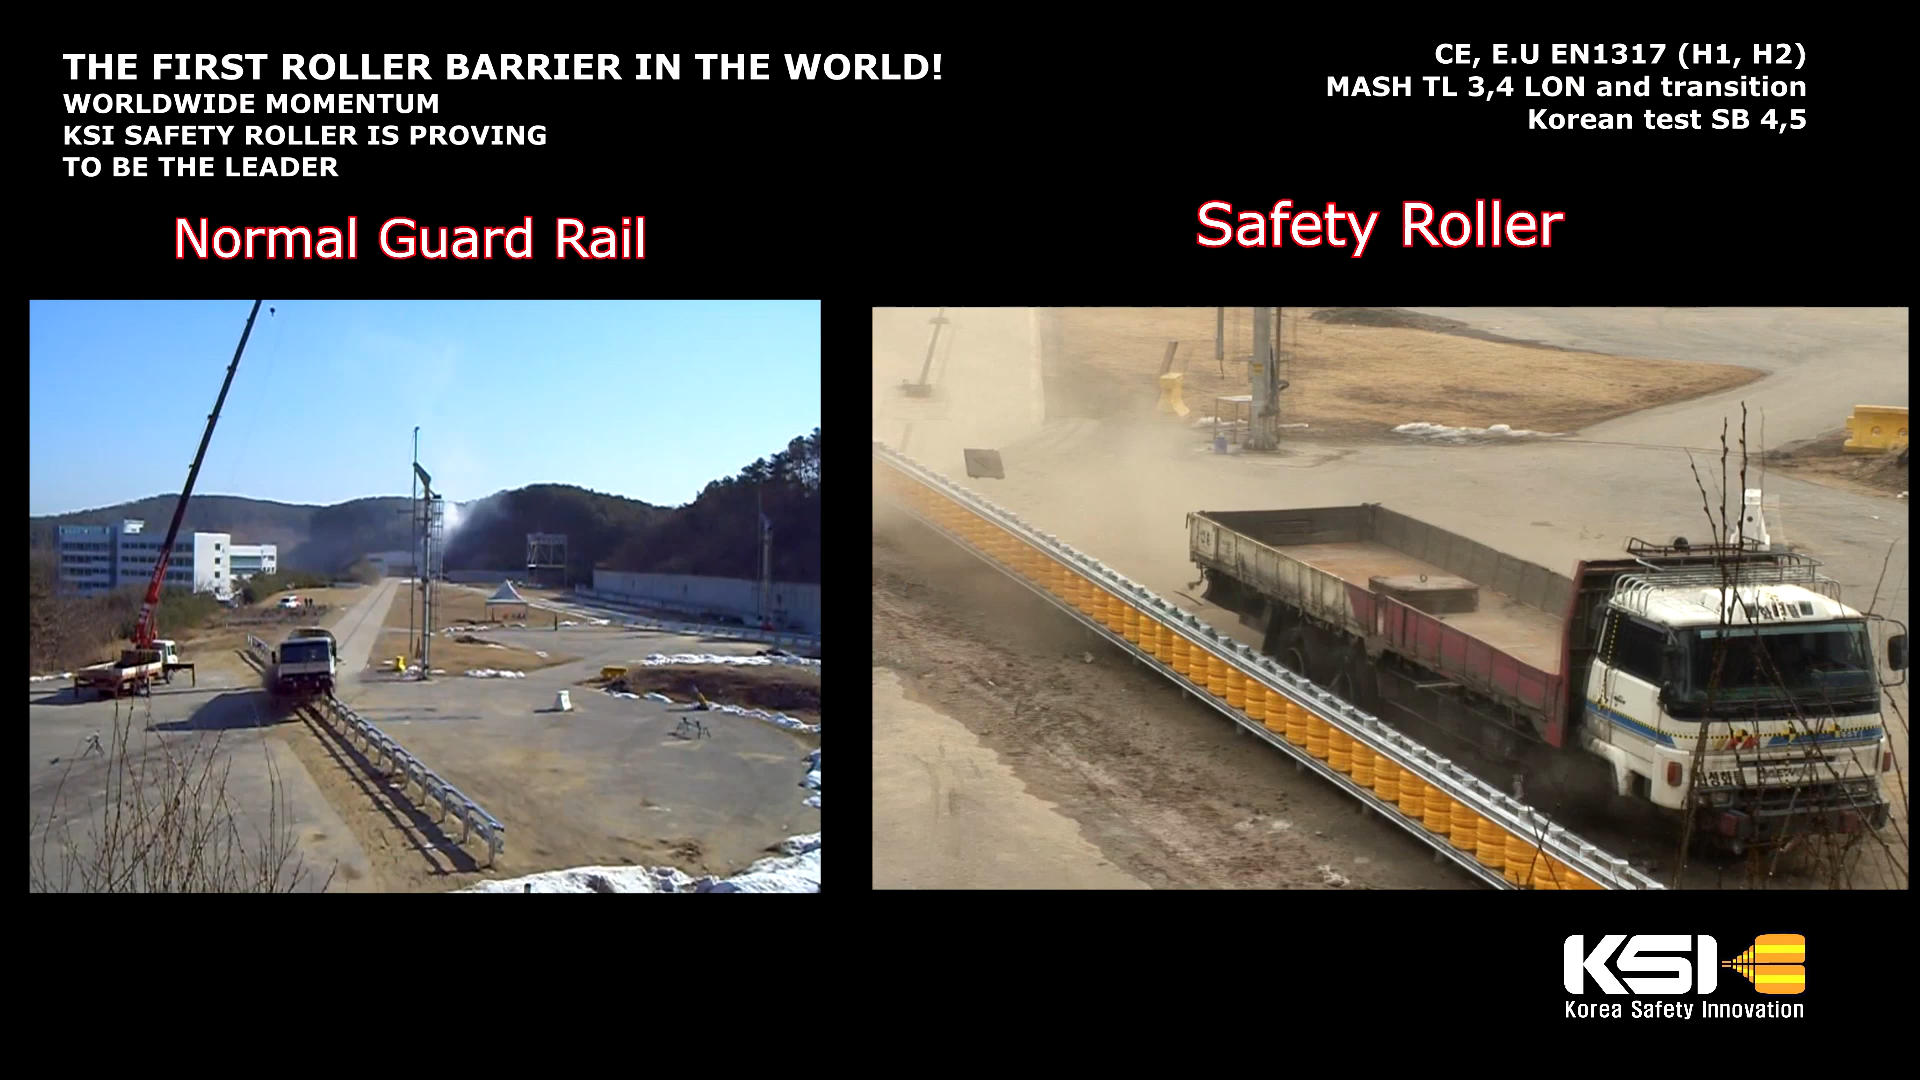 THE FIRST ROLLER BARRIER IN THE WORLD!
WORLDWIDE MOMENTUM
KSI SAFETY ROLLER IS PROVING
TO BE THE LEADER
CE, E.U EN1317 (H1, H2)
MASH TL 3,4 LON and transition
Korean test SB 4,5
Normal Guard Rail
Safety Roller
KSI
Korea Safety Innovation